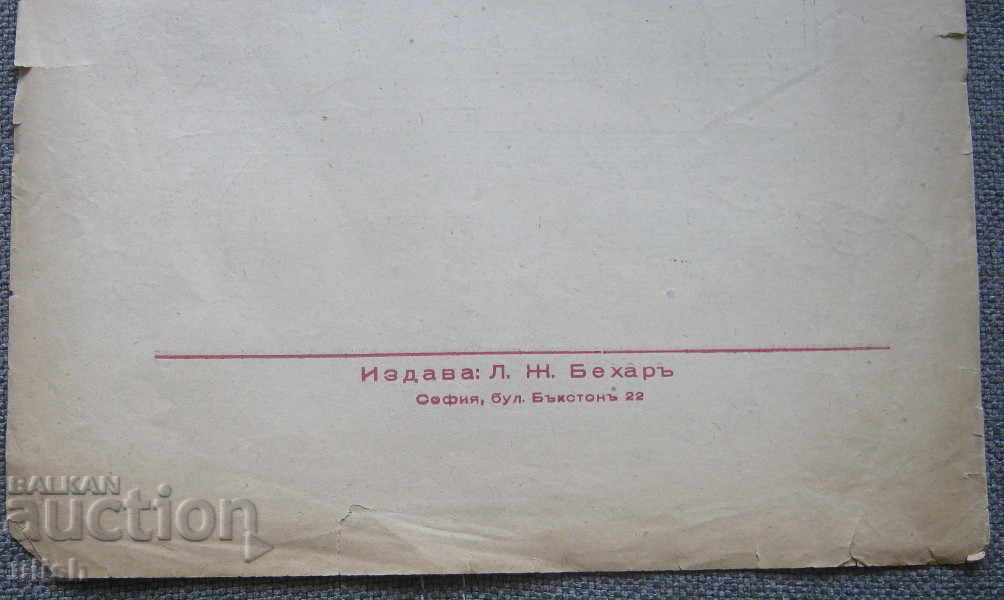 Издава: Л. Ж. Бехаръ
София, бул. Бъкстонъ 22
BALKAN
auction